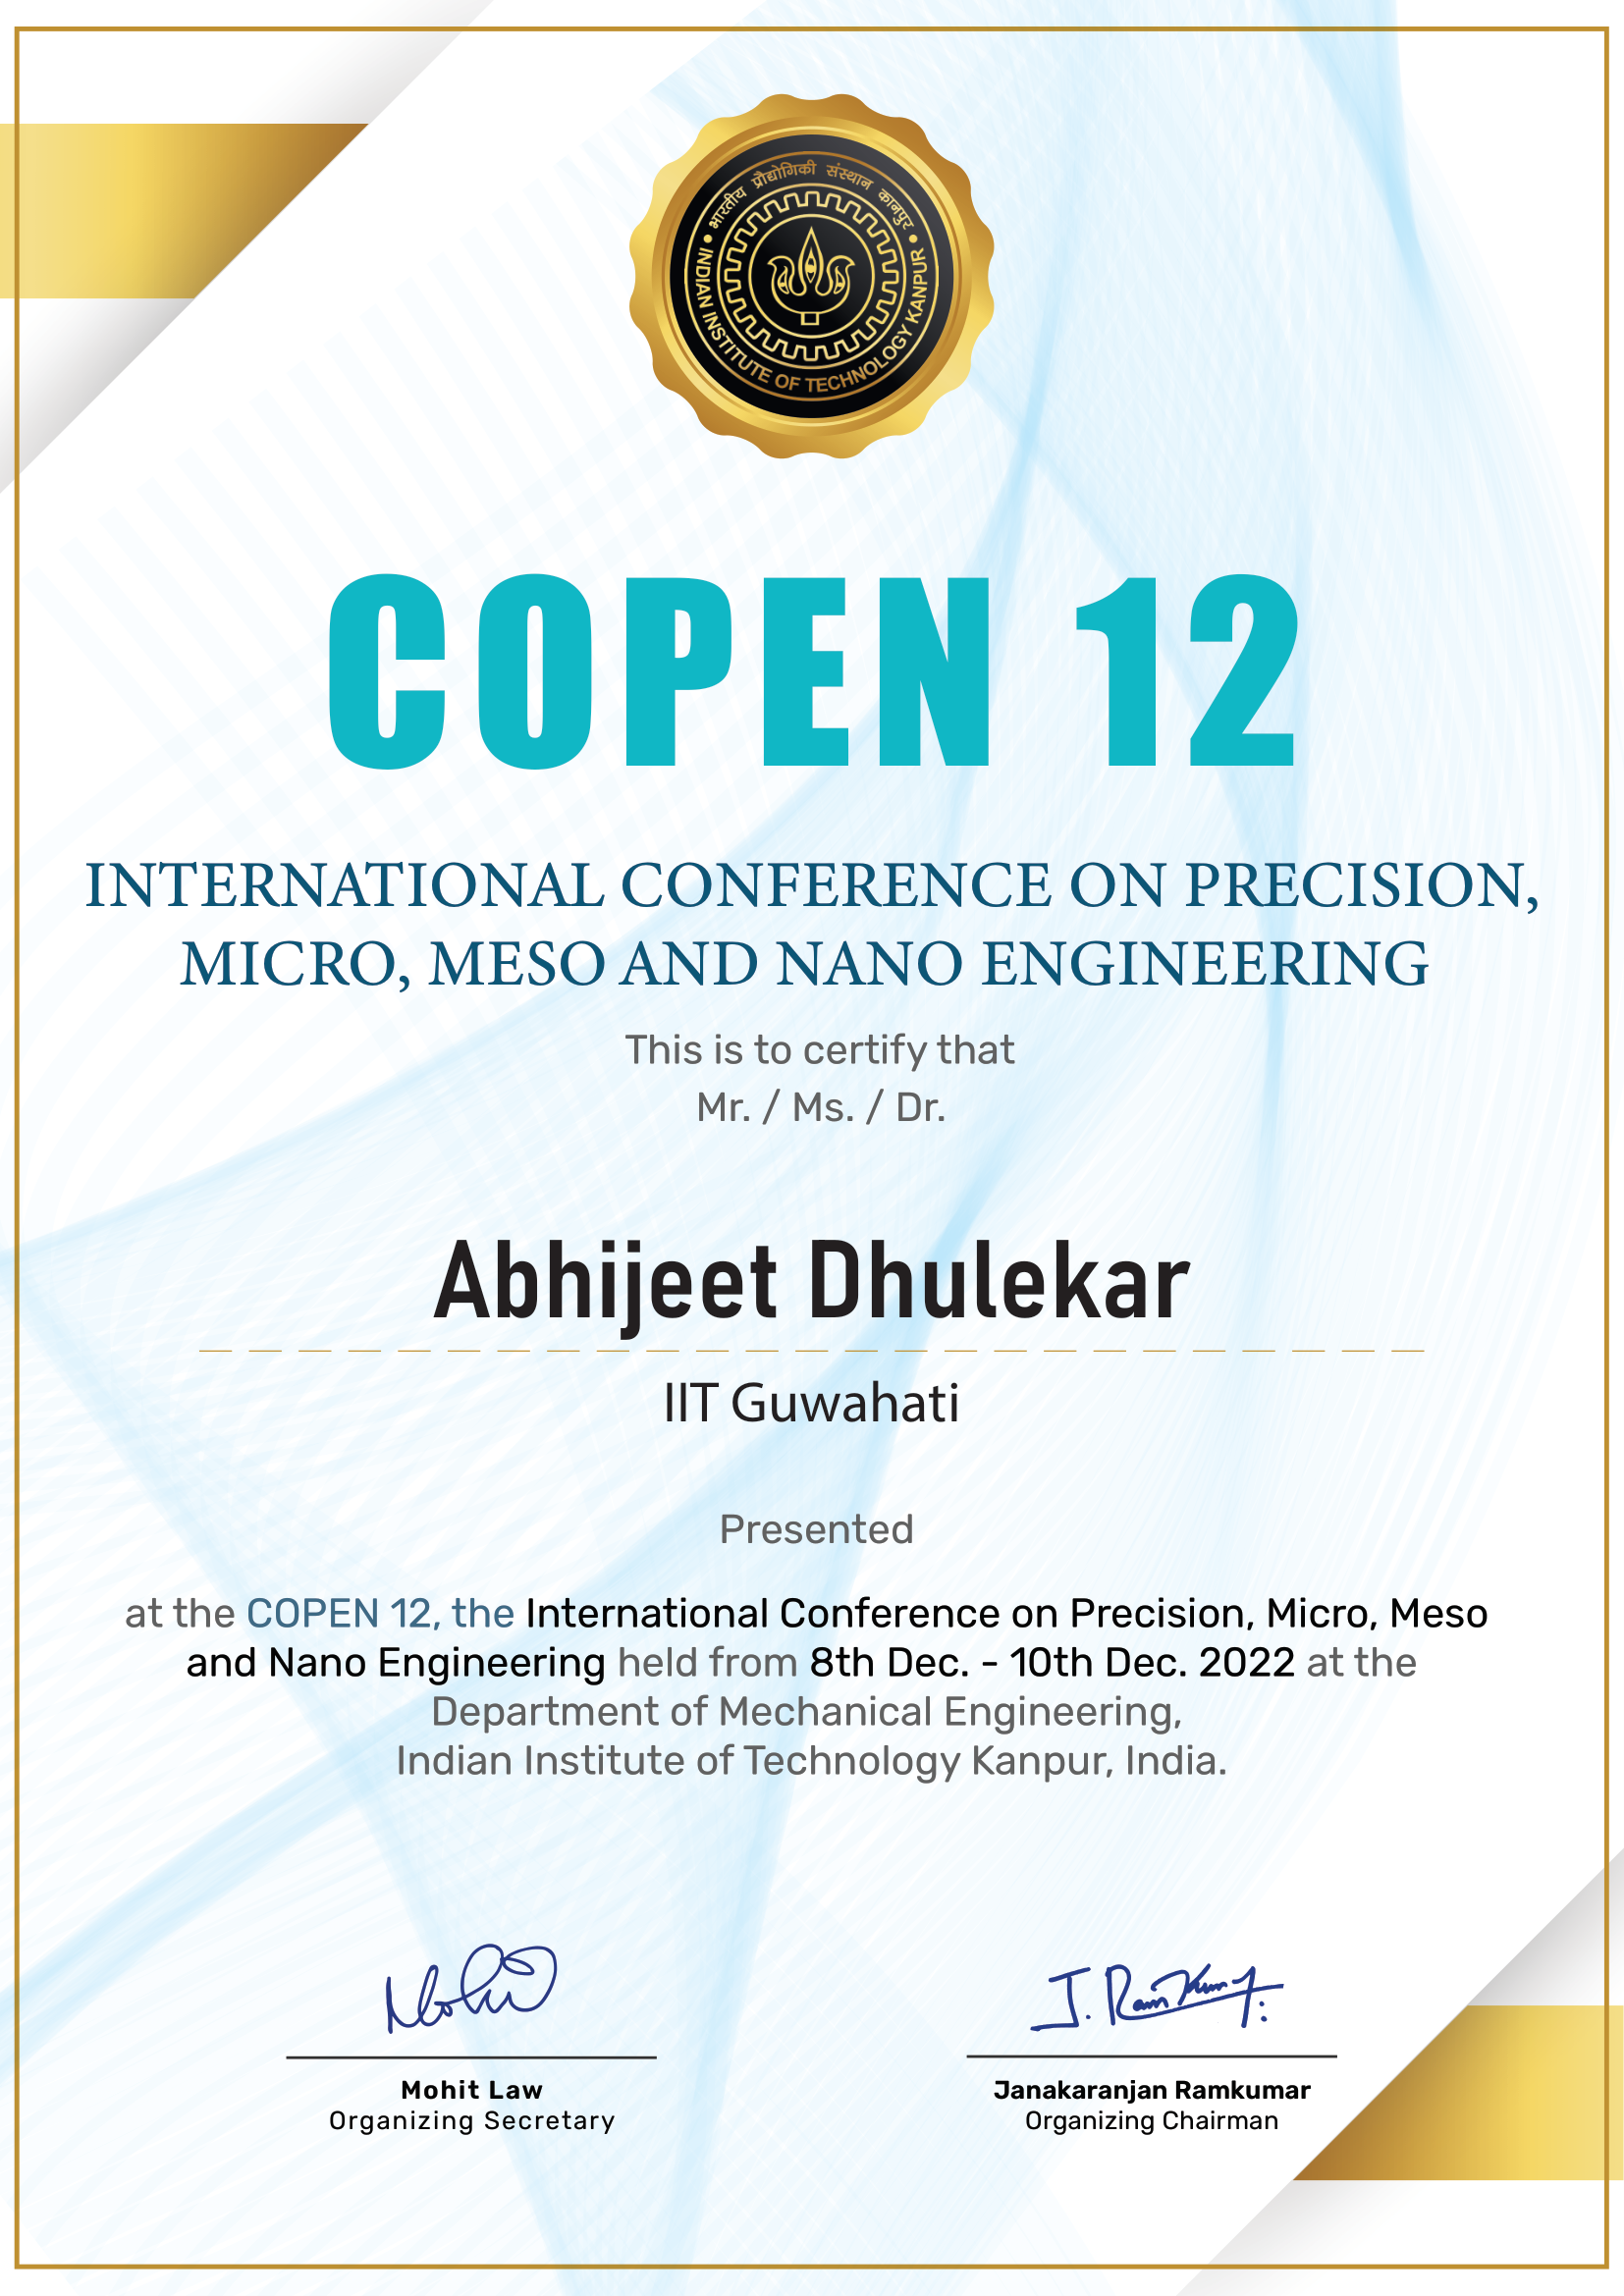 भारतीय प्रौद्योगिकी संस्थान कानपुर
INDIAN INSTITUTE OF TECHNOLOGY KANPUR
COPEN 12
INTERNATIONAL CONFERENCE ON PRECISION,
MICRO, MESO AND NANO ENGINEERING
This is to certify that
Mr. / Ms. / Dr.
Abhijeet Dhulekar
IIT Guwahati
Presented
at the COPEN 12, the International Conference on Precision, Micro, Meso
and Nano Engineering held from 8th Dec. - 10th Dec. 2022 at the
Department of Mechanical Engineering,
Indian Institute of Technology Kanpur, India.
Mohit
J. Ramkumar
Mohit Law
Organizing Secretary
Janakaranjan Ramkumar
Organizing Chairman